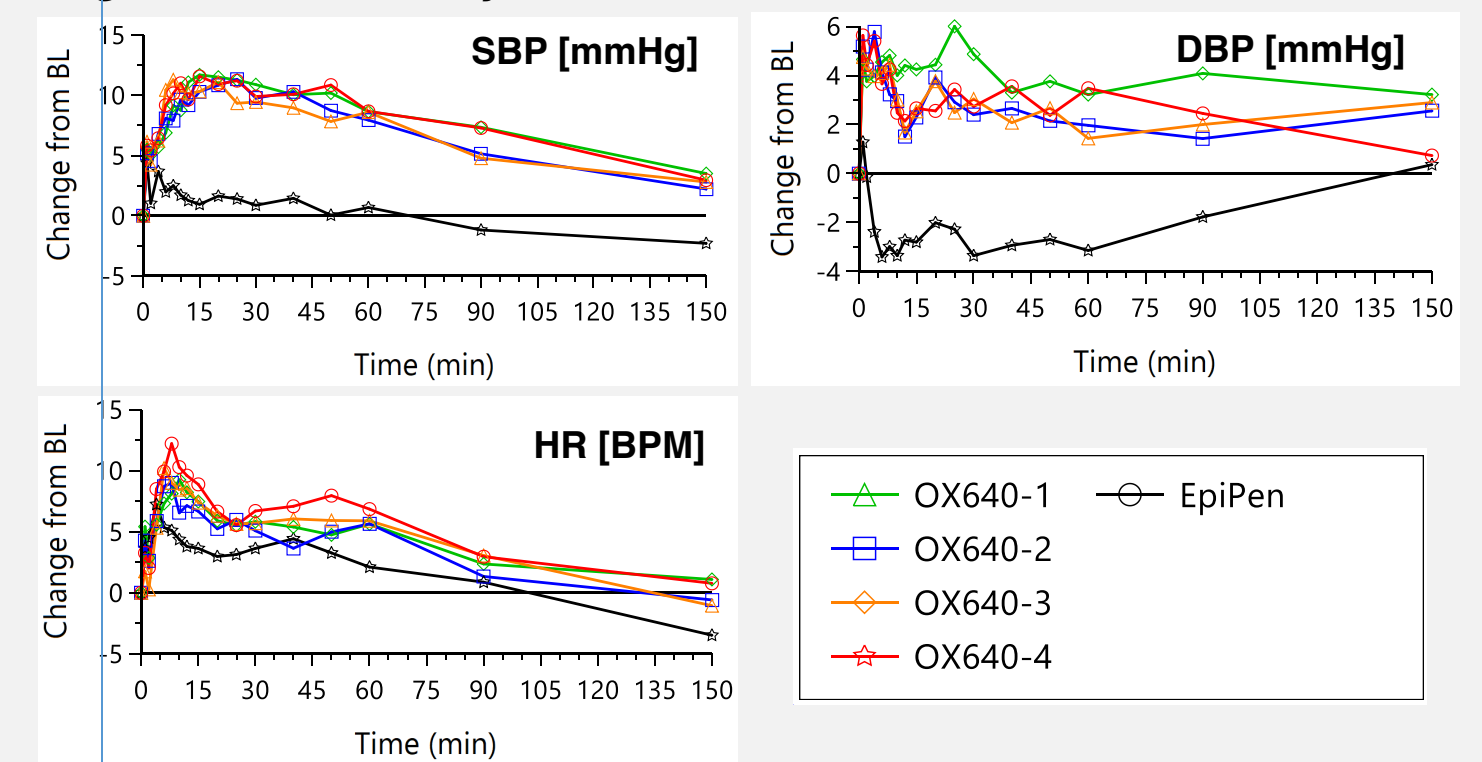 SBP [mmHg]
Change from BL
15
10
5
0
-5
0 15 30 45 60 75 90 105 120 135 150
Time (min)
DBP [mmHg]
Change from BL
6
4
2
0
-2
-4
0 15 30 45 60 75 90 105 120 135 150
Time (min)
HR [BPM]
Change from BL
15
10
5
0
-5
0 15 30 45 60 75 90 105 120 135 150
Time (min)
OX640-1 EpiPen
OX640-2
OX640-3
OX640-4